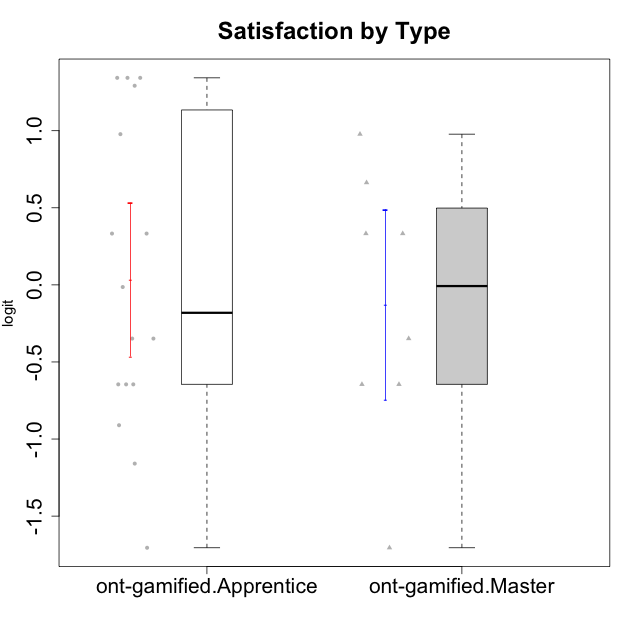 Satisfaction by Type
logit
1.0
0.5
0.0
-0.5
-1.0
-1.5
ont-gamified.Apprentice
ont-gamified.Master